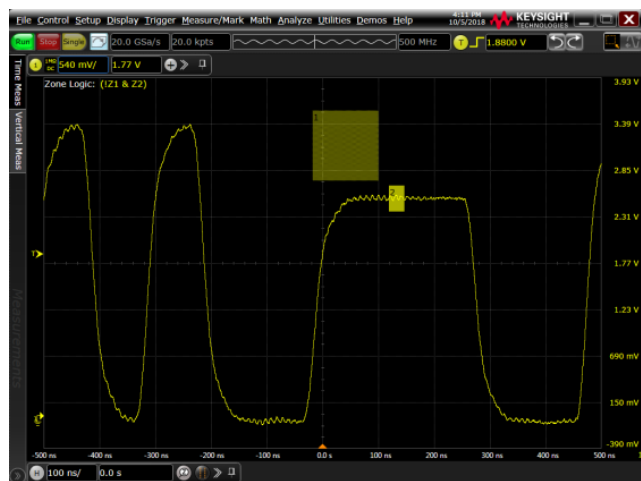 File Control Setup Display Trigger Measure/Mark Math Analyze Utilities Demos Help
4:11 PM
10/5/2018
KEYSIGHT
TECHNOLOGIES
Run Stop Single 20.0 GSa/s 20.0 kpts 500 MHz T 1.8800 V
1 1MΩ DC 540 mV/ 1.77 V
Time Meas
Vertical Meas
Measurements
Zone Logic: (!Z1 & Z2)
3.93 V
1
3.39 V
2.85 V
2
2.31 V
T
1.77 V
690 mV
150 mV
-390 mV
-500 ns -400 ns -300 ns -200 ns -100 ns 0.0 s 100 ns 200 ns 300 ns 400 ns 500 ns
H 100 ns/ 0.0 s